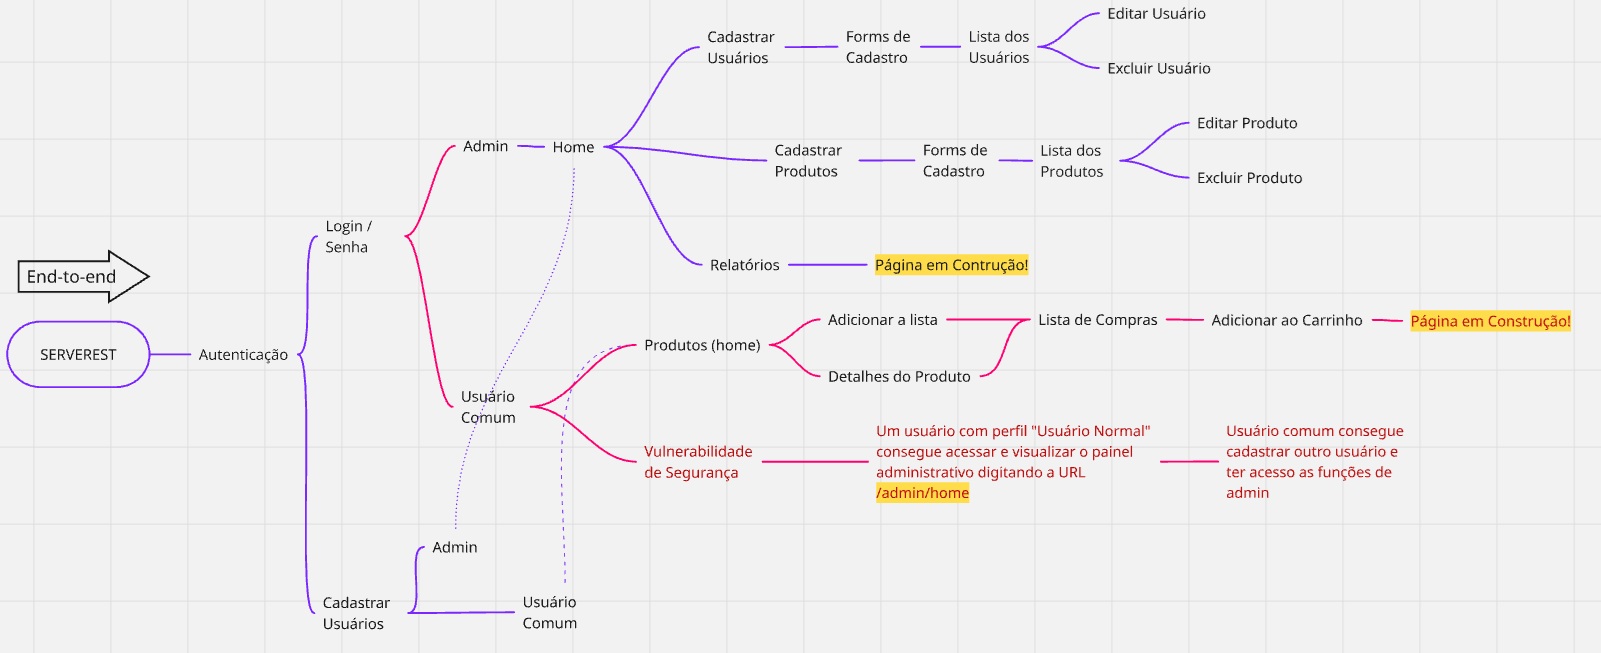 End-to-end
SERVEREST
Autenticação
Login /
Senha
Admin
Home
Cadastrar
Usuários
Forms de
Cadastro
Lista dos
Usuários
Editar Usuário
Excluir Usuário
Cadastrar
Produtos
Forms de
Cadastro
Lista dos
Produtos
Editar Produto
Excluir Produto
Relatórios
Página em Contrução!
Usuário
Comum
Produtos (home)
Adicionar a lista
Detalhes do Produto
Lista de Compras
Adicionar ao Carrinho
Página em Construção!
Vulnerabilidade
de Segurança
Um usuário com perfil "Usuário Normal"
consegue acessar e visualizar o painel
administrativo digitando a URL
/admin/home
Usuário comum consegue
cadastrar outro usuário e
ter acesso as funções de
admin
Cadastrar
Usuários
Admin
Usuário
Comum